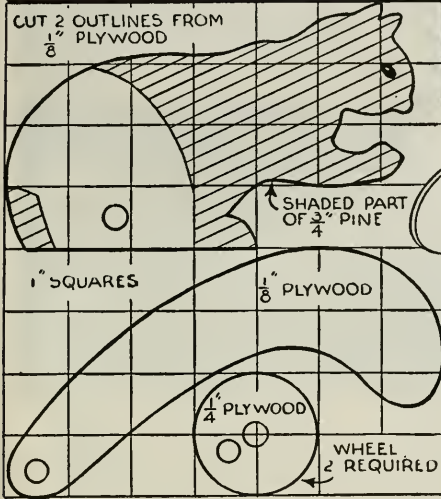 CUT 2 OUTLINES FROM
1/8" PLYWOOD
SHADED PART
OF 3/4" PINE
1" SQUARES
1/8" PLYWOOD
1/4" PLYWOOD
WHEEL
2 REQUIRED